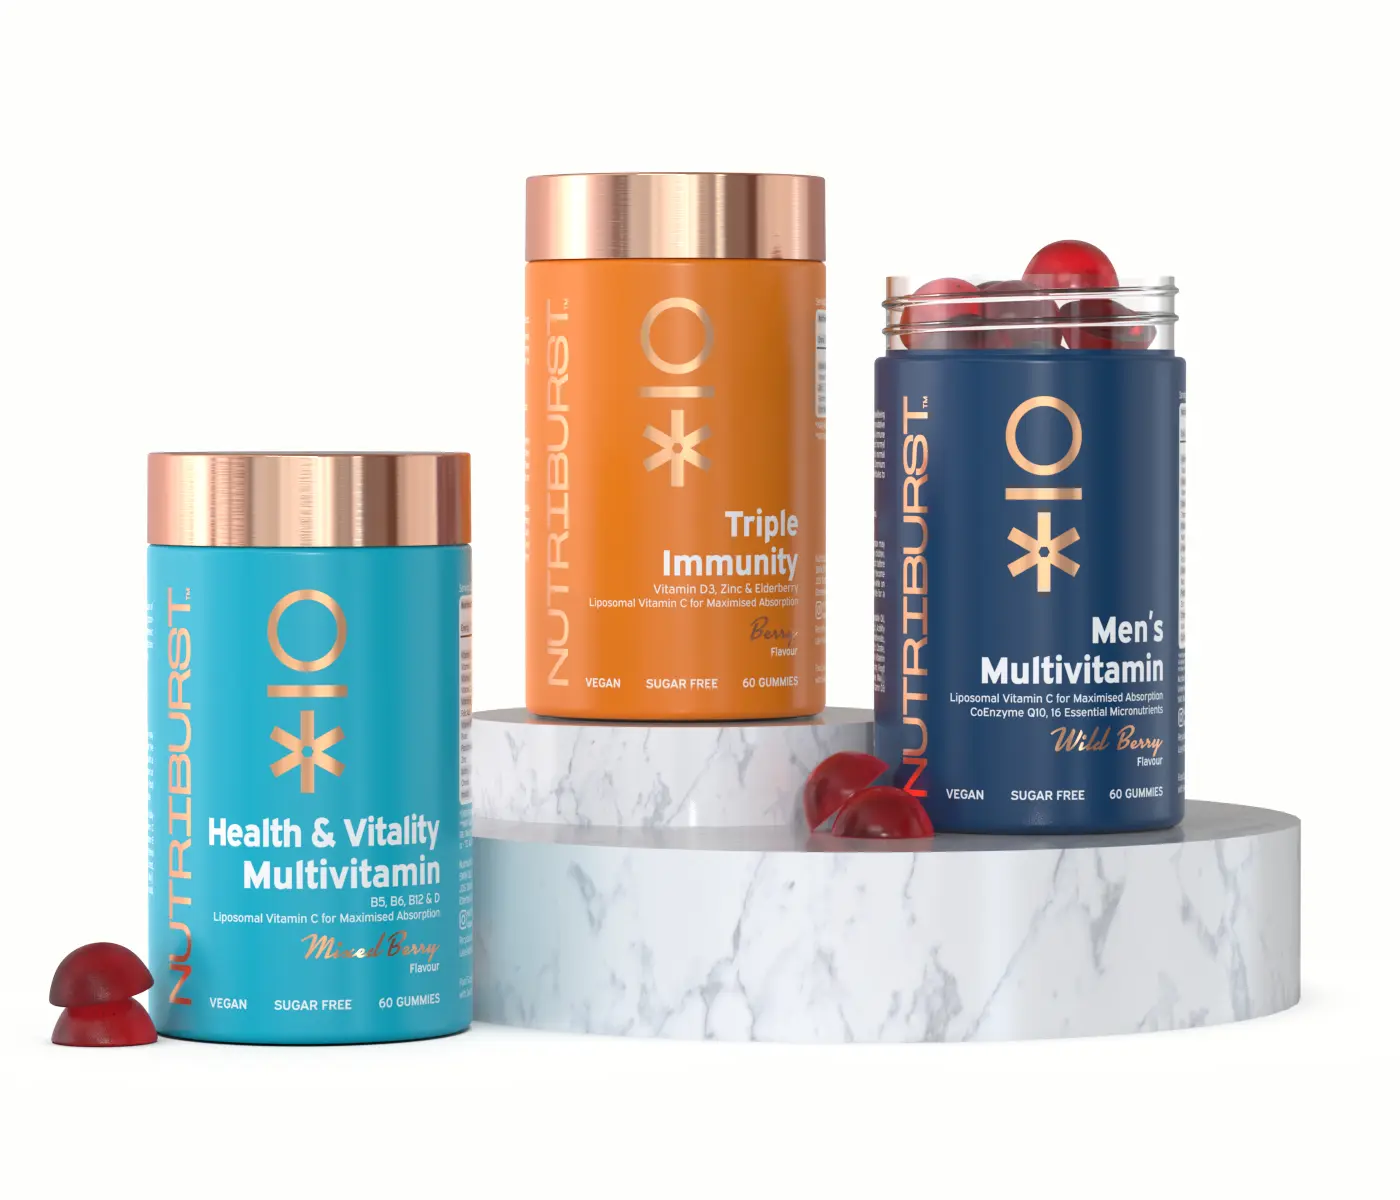 NUTRIBURST™
Health & Vitality
Multivitamin
B5, B6, B12 & D
Liposomal Vitamin C for Maximised Absorption
Mixed Berry
Flavour
VEGAN SUGAR FREE 60 GUMMIES
NUTRIBURST™
Triple
Immunity
Vitamin D3, Zinc & Elderberry
Liposomal Vitamin C for Maximised Absorption
Berry
Flavour
VEGAN SUGAR FREE 60 GUMMIES
NUTRIBURST™
Men's
Multivitamin
Liposomal Vitamin C for Maximised Absorption
CoEnzyme Q10, 16 Essential Micronutrients
Wild Berry
Flavour
VEGAN SUGAR FREE 60 GUMMIES